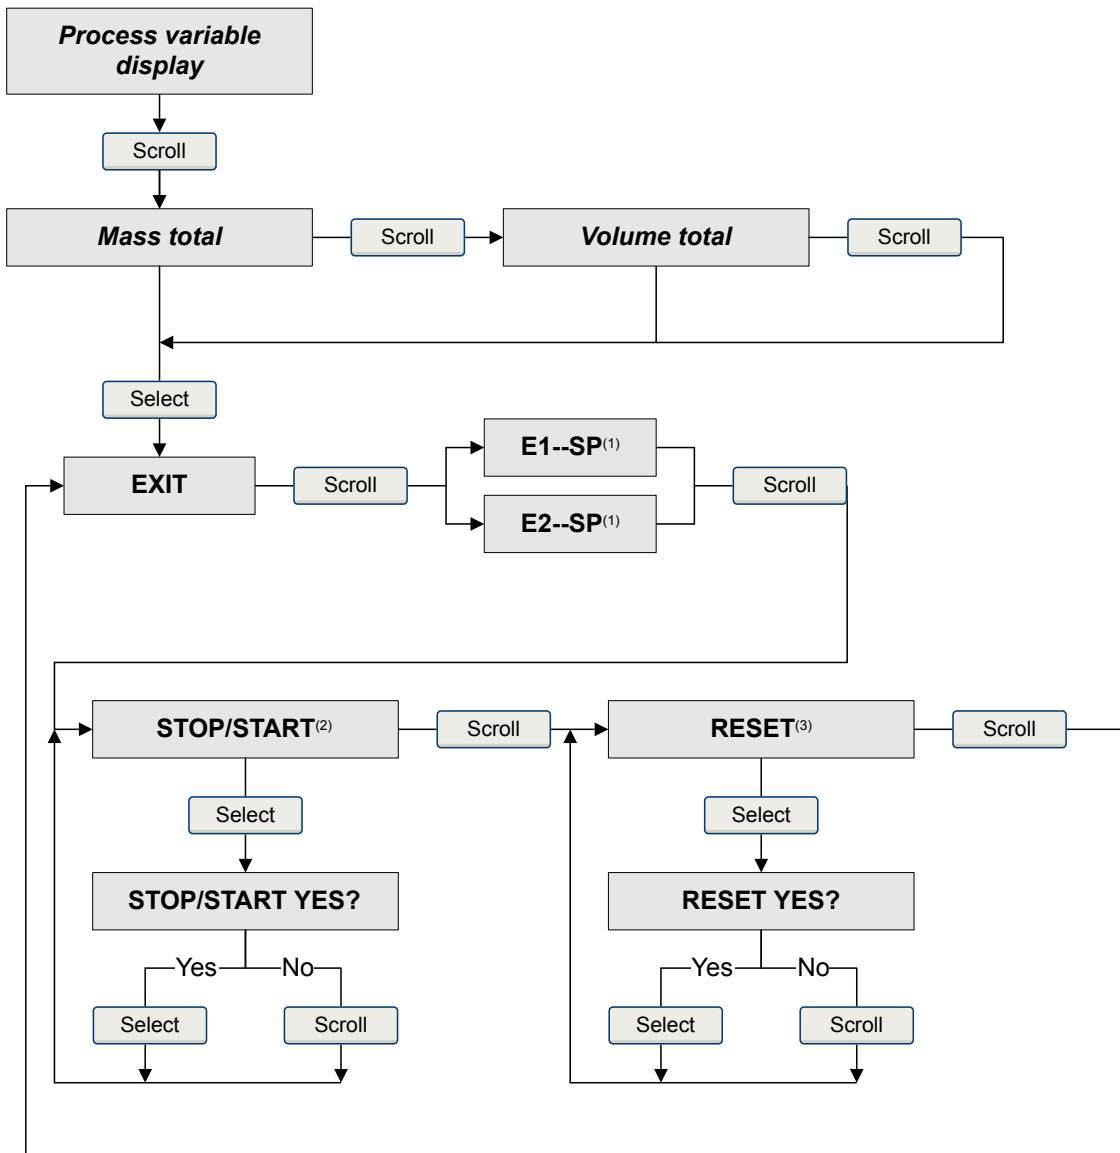 Process variable
display
Scroll
Mass total
Scroll
Volume total
Scroll
Select
EXIT
Scroll
E1--SP(1)
E2--SP(1)
Scroll
STOP/START(2)
Scroll
RESET(3)
Scroll
Select
Select
STOP/START YES?
RESET YES?
Yes
No
Yes
No
Select
Scroll
Select
Scroll